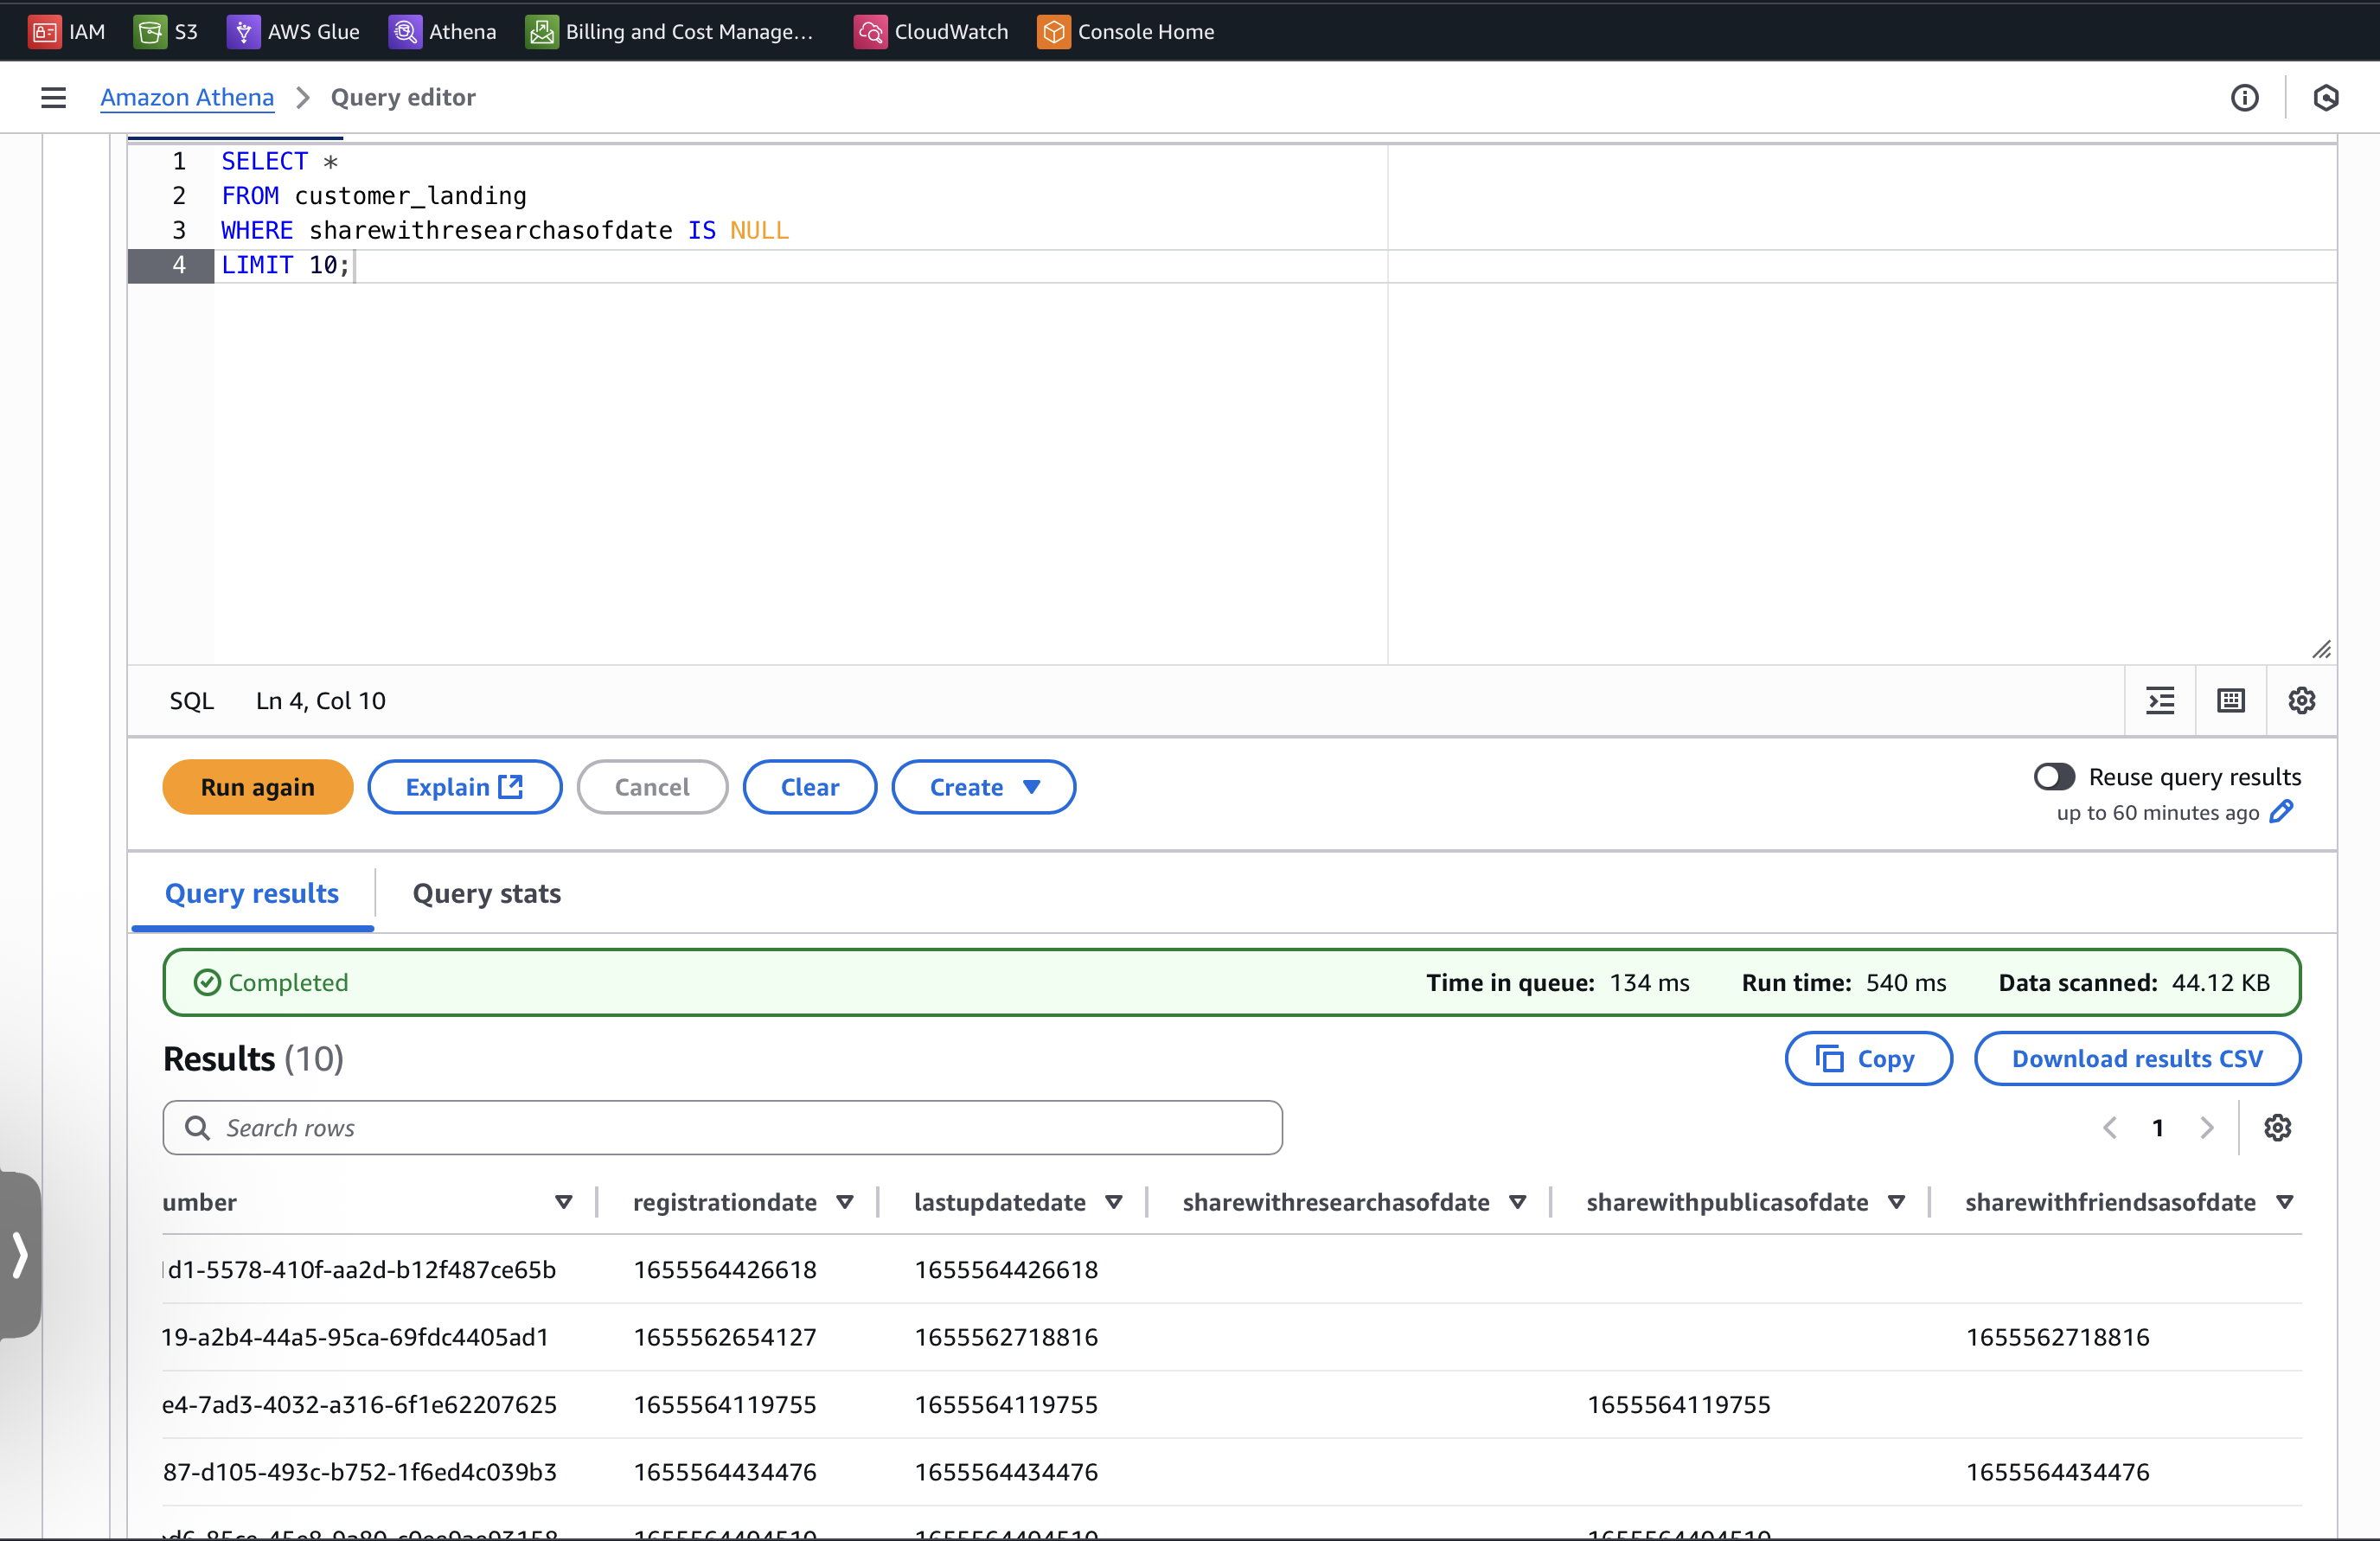 IAM S3 AWS Glue Athena Billing and Cost Manage... CloudWatch Console Home
Amazon Athena Query editor
1 SELECT *
2 FROM customer_landing
3 WHERE sharewithresearchasofdate IS NULL
4 LIMIT 10;
SQL Ln 4, Col 10
Run again Explain Cancel Clear Create Reuse query results
up to 60 minutes ago
Query results Query stats
Completed Time in queue: 134 ms Run time: 540 ms Data scanned: 44.12 KB
Results (10) Copy Download results CSV
Search rows 1
umber registrationdate lastupdatedate sharewithresearchasofdate sharewithpublicasofdate sharewithfriendsasofdate
d1-5578-410f-aa2d-b12f487ce65b 1655564426618 1655564426618
19-a2b4-44a5-95ca-69fdc4405ad1 1655562654127 1655562718816 1655562718816
e4-7ad3-4032-a316-6f1e62207625 1655564119755 1655564119755 1655564119755
87-d105-493c-b752-1f6ed4c039b3 1655564434476 1655564434476 1655564434476